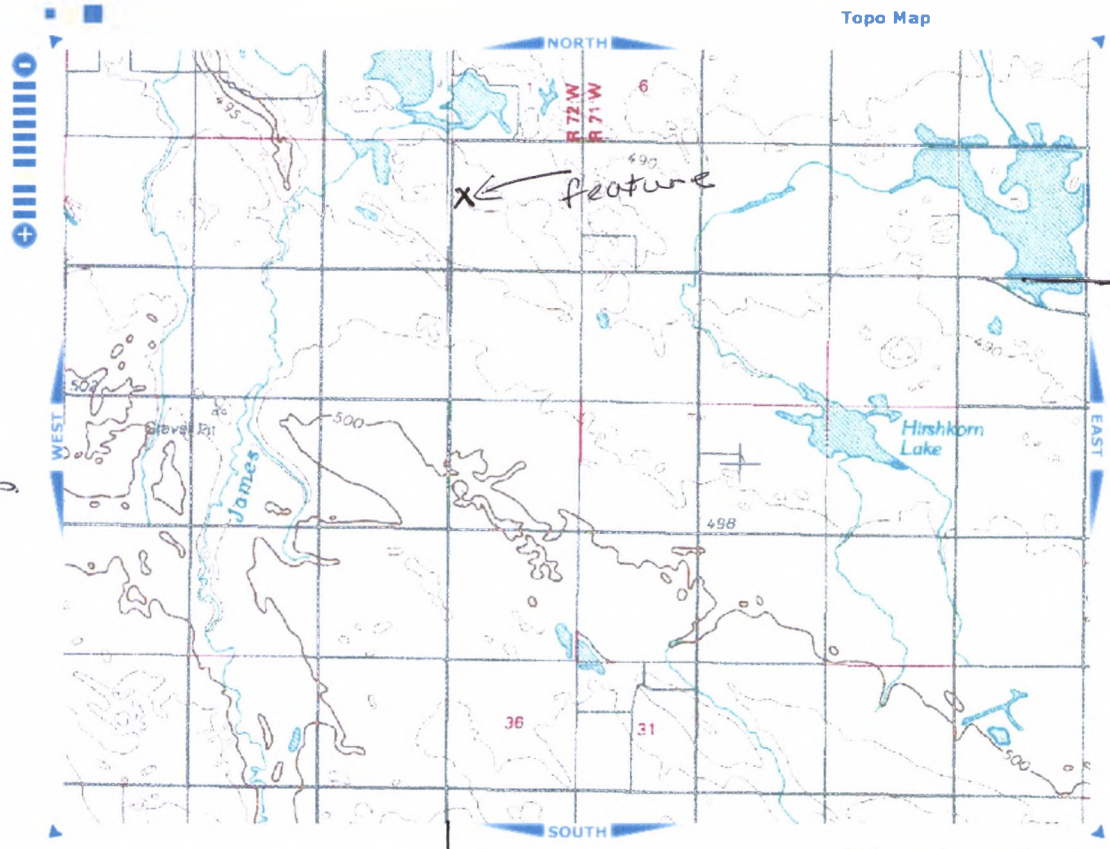 Topo Map
NORTH
R 72 W
R 71 W
6
495
490
X
feature
WEST
EAST
502
Gravel Pit
500
490
James
Hirshkorn
Lake
498
36
31
500
SOUTH